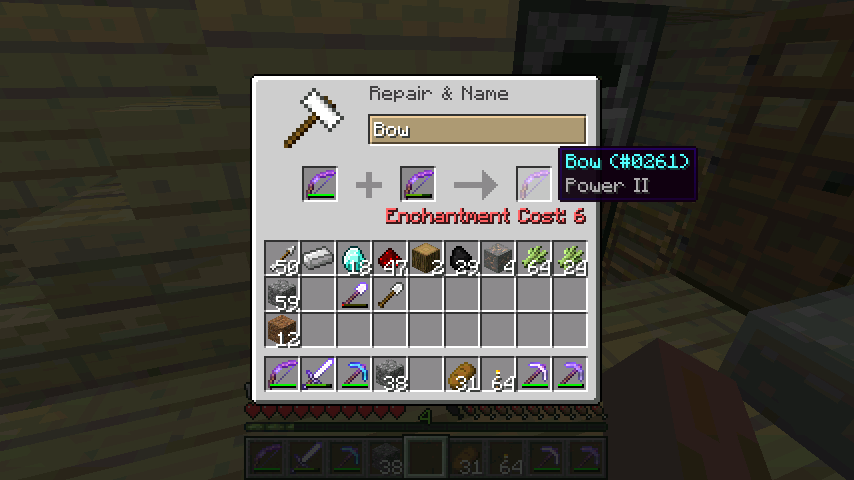 Repair & Name
Bow
Bow (#0261)
Power II
Enchantment Cost: 6
50 18 47 2 29 4 64 24
59
12
38 31 64
4
38 31 64